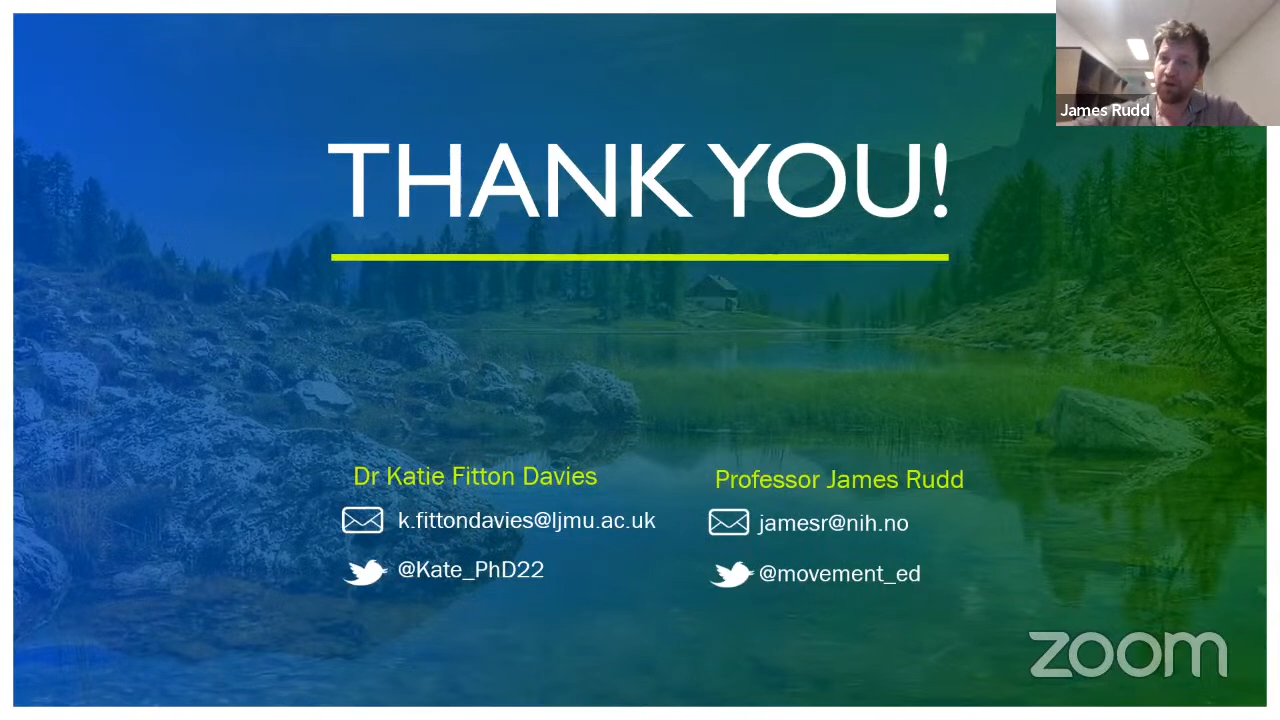 James Rudd
THANK YOU!
Dr Katie Fitton Davies
k.fittondavies@ljmu.ac.uk
@Kate_PhD22
Professor James Rudd
jamesr@nih.no
@movement_ed
zoom